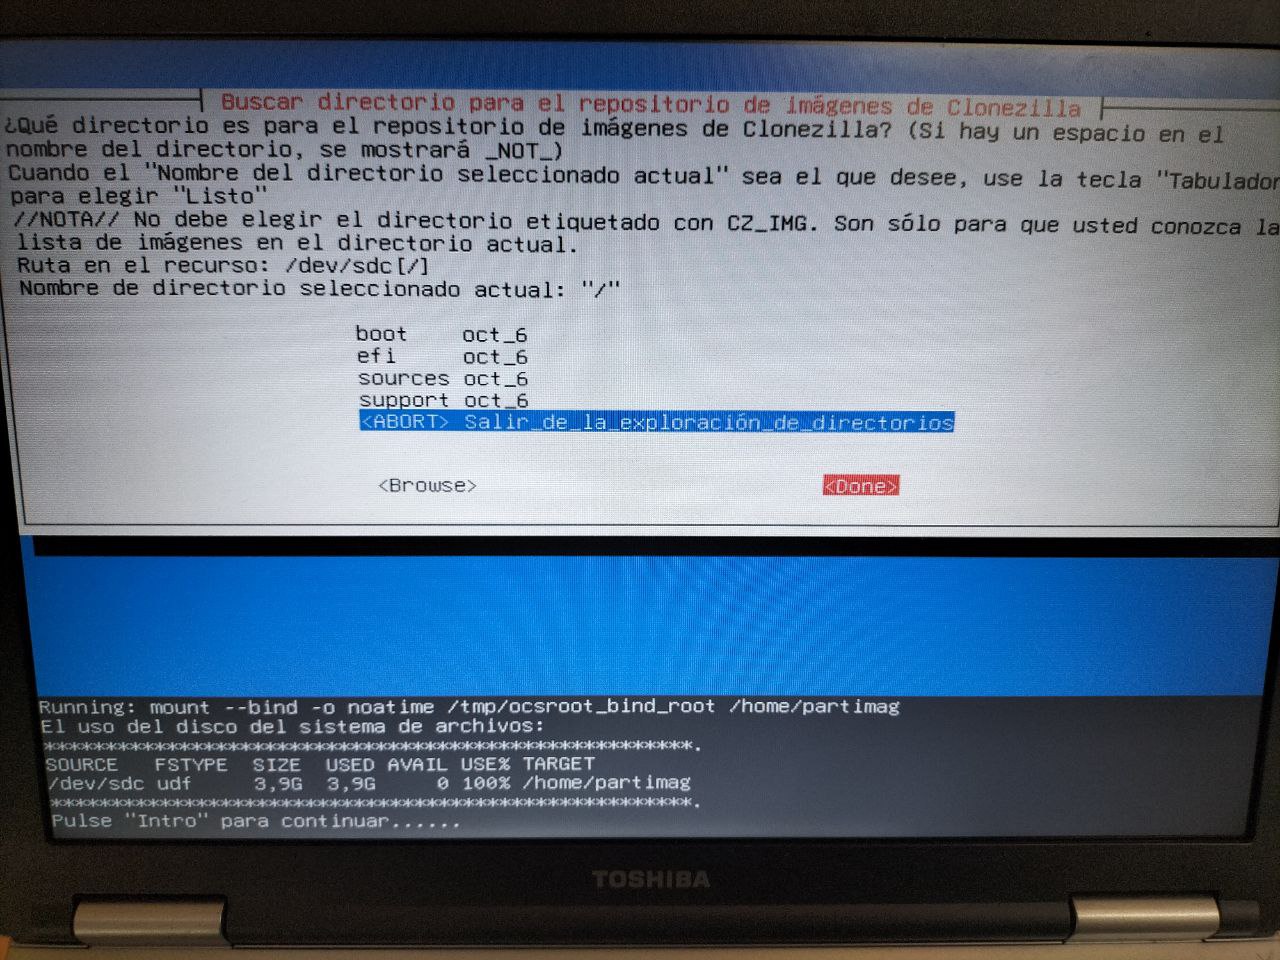 Buscar directorio para el repositorio de imágenes de Clonezilla
¿Qué directorio es para el repositorio de imágenes de Clonezilla? (Si hay un espacio en el
nombre del directorio, se mostrará _NOT_)
Cuando el "Nombre del directorio seleccionado actual" sea el que desee, use la tecla "Tabulador
para elegir "Listo"
//NOTA// No debe elegir el directorio etiquetado con CZ_IMG. Son sólo para que usted conozca la
lista de imágenes en el directorio actual.
Ruta en el recurso: /dev/sdc[/]
Nombre de directorio seleccionado actual: "/"
boot oct_6
efi oct_6
sources oct_6
support oct_6
<ABORT> Salir_de_la_exploración_de_directorios
<Browse> <Done>
Running: mount --bind -o noatime /tmp/ocsroot_bind_root /home/partimag
El uso del disco del sistema de archivos:
*****************************************************.
SOURCE FSTYPE SIZE USED AVAIL USE% TARGET
/dev/sdc udf 3,9G 3,9G 0 100% /home/partimag
*****************************************************.
Pulse "Intro" para continuar......
TOSHIBA